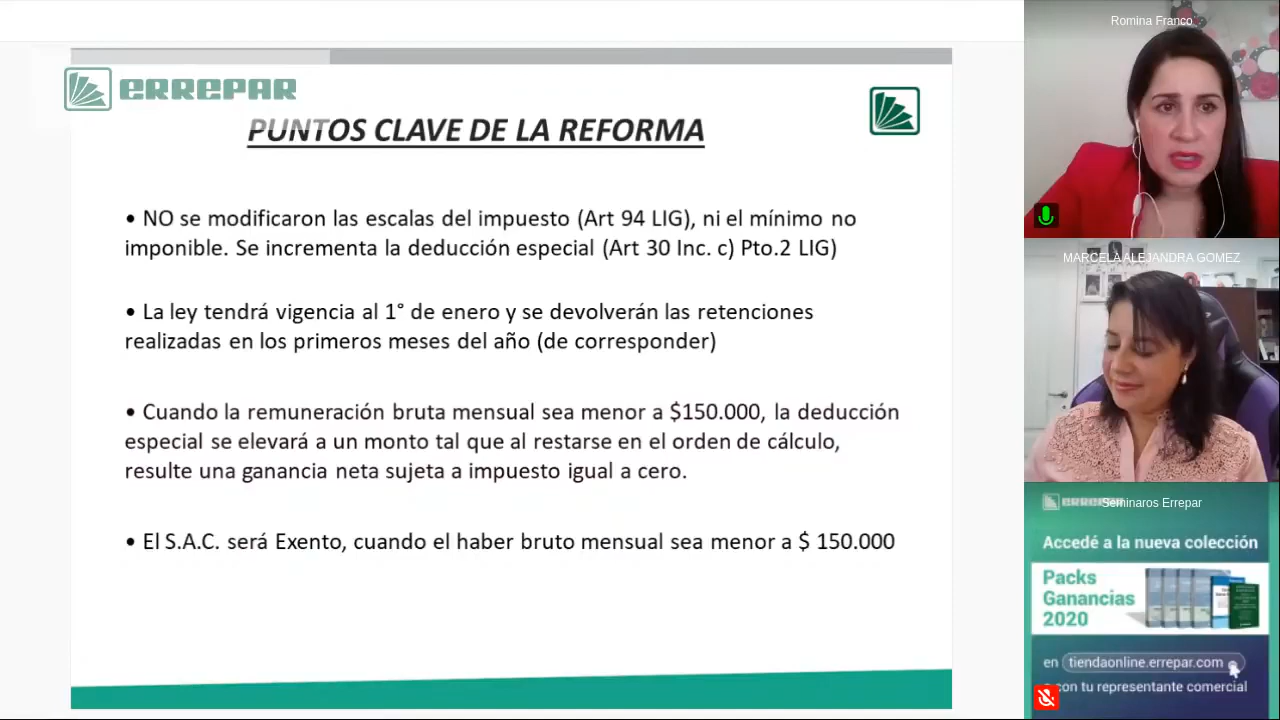 ERREPAR
PUNTOS CLAVE DE LA REFORMA
• NO se modificaron las escalas del impuesto (Art 94 LIG), ni el mínimo no
imponible. Se incrementa la deducción especial (Art 30 Inc. c) Pto.2 LIG)
• La ley tendrá vigencia al 1° de enero y se devolverán las retenciones
realizadas en los primeros meses del año (de corresponder)
• Cuando la remuneración bruta mensual sea menor a $150.000, la deducción
especial se elevará a un monto tal que al restarse en el orden de cálculo,
resulte una ganancia neta sujeta a impuesto igual a cero.
• El S.A.C. será Exento, cuando el haber bruto mensual sea menor a $ 150.000
Romina Franco
MARCELA ALEJANDRA GOMEZ
Seminaros Errepar
Accedé a la nueva colección
Packs
Ganancias
2020
en tiendaonline.errepar.com
con tu representante comercial